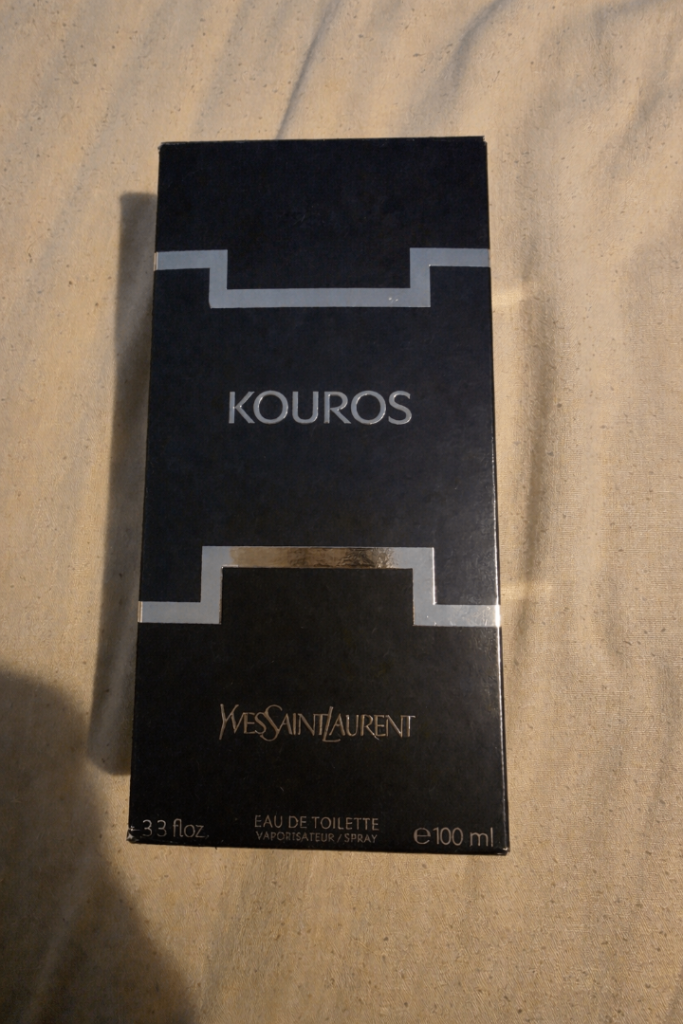 KOUROS
YVESSAINTLAURENT
3.3 fl.oz.
EAU DE TOILETTE
VAPORISATEUR / SPRAY
℮100 ml